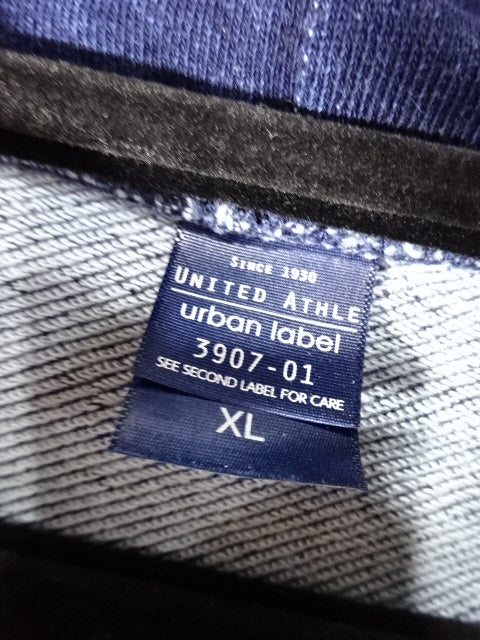 SINCE 1930
UNITED ATHLE
urban label
3907-01
SEE SECOND LABEL FOR CARE
XL